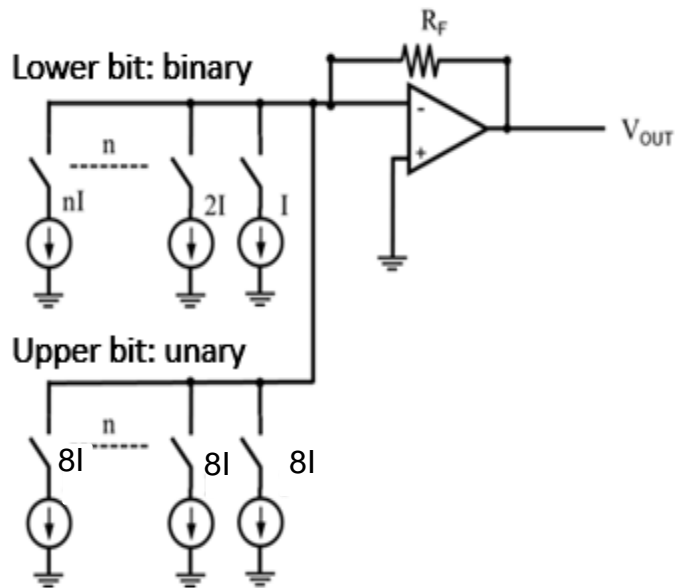 R_F
Lower bit: binary
-
n
+
V_OUT
nI
2I
I
Upper bit: unary
n
8I
8I
8I